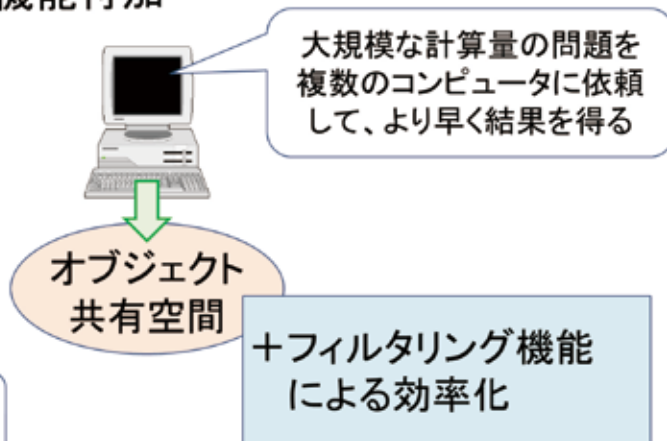 機能付加
大規模な計算量の問題を
複数のコンピュータに依頼
して、より早く結果を得る
オブジェクト
共有空間
＋フィルタリング機能
による効率化